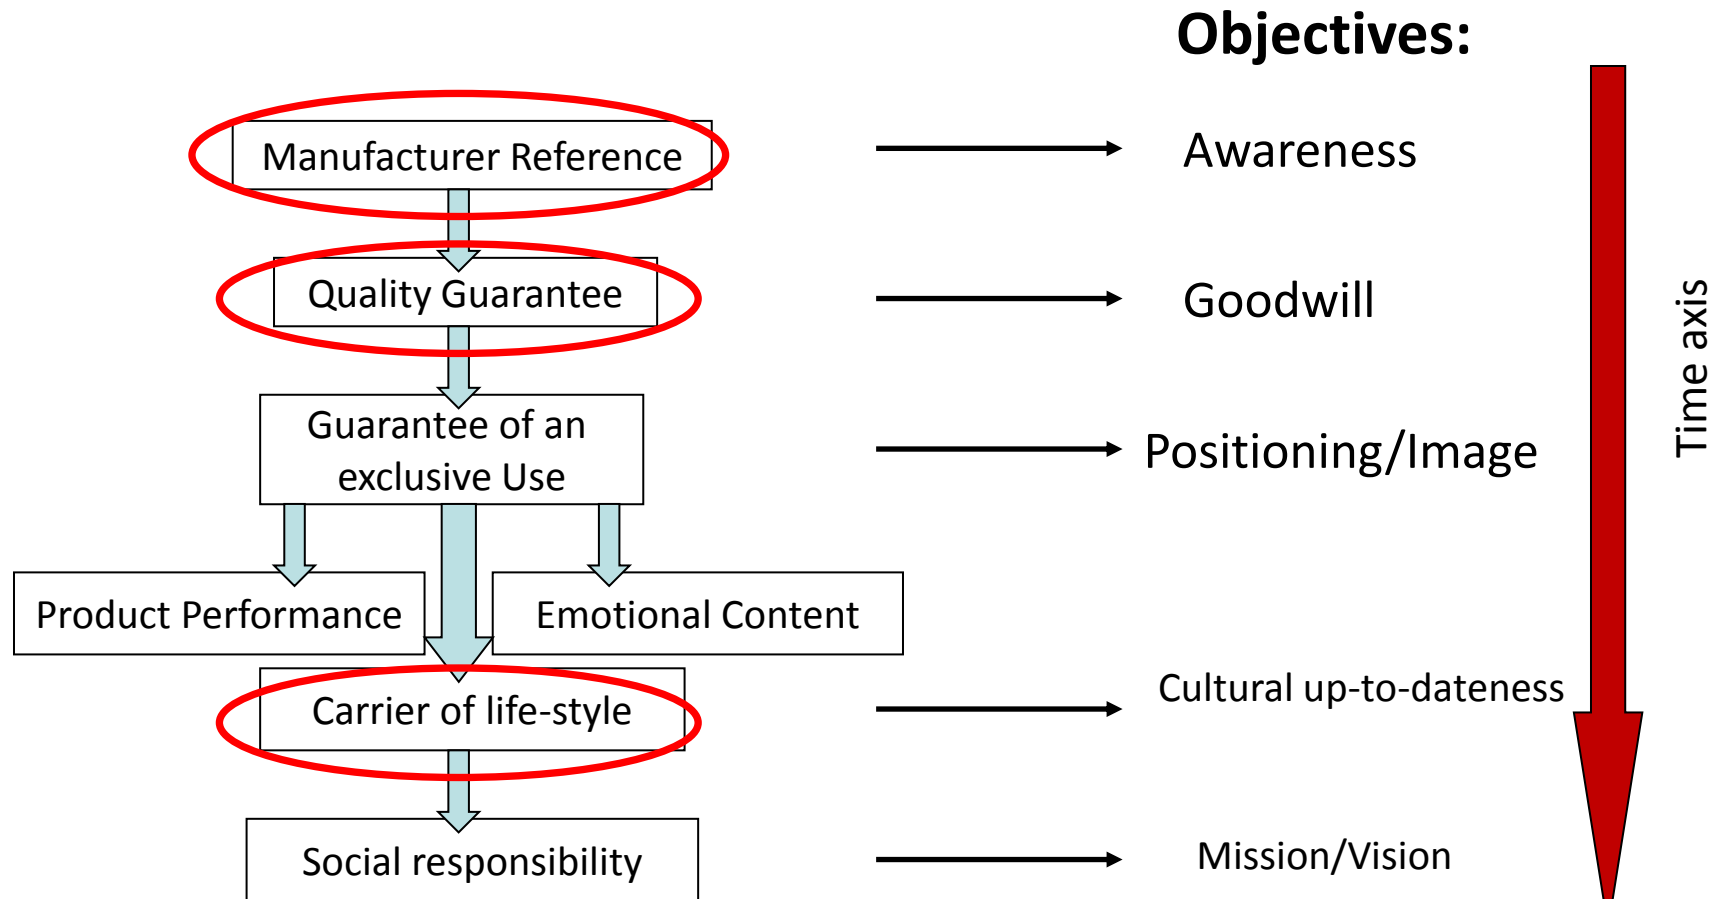 Objectives:
Manufacturer Reference
Awareness
Quality Guarantee
Goodwill
Guarantee of an
exclusive Use
Positioning/Image
Product Performance
Emotional Content
Carrier of life-style
Cultural up-to-dateness
Social responsibility
Mission/Vision
Time axis